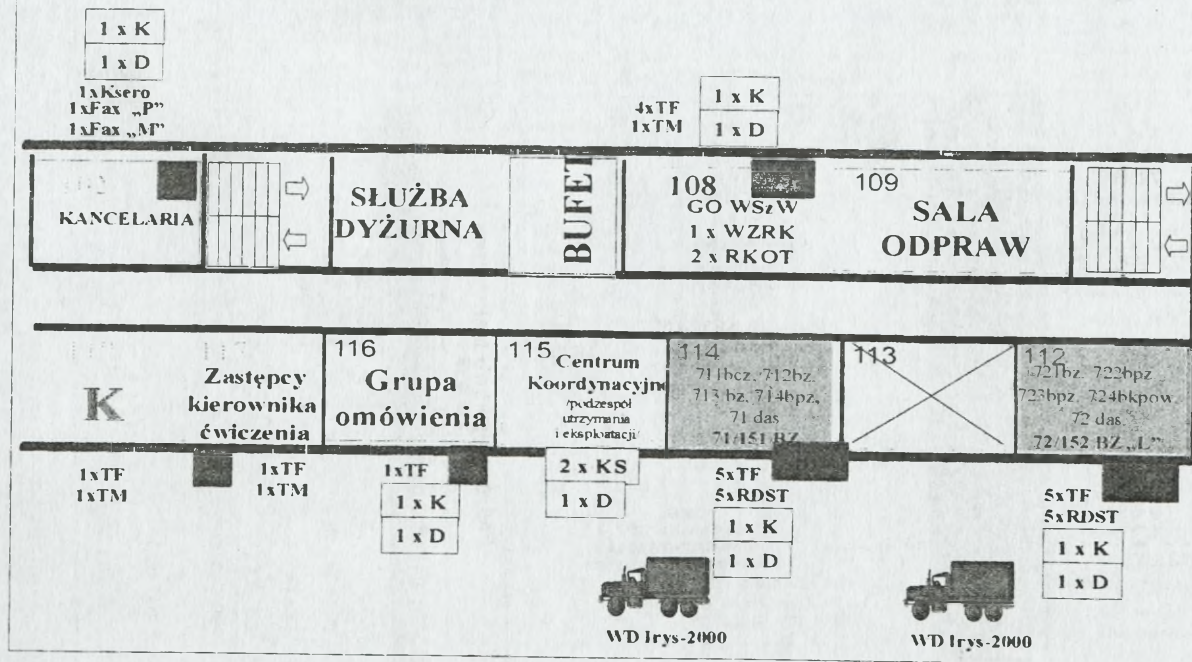 1 x K
1 x D
1xKsero
1xFax „P”
1xFax „M”
4xTF
1xTM
1 x K
1 x D
KANCELARIA
SŁUŻBA
DYŻURNA
BUFET
108
GO WSzW
1 x WZRK
2 x RKOT
109
SALA
ODPRAW
K
Zastępcy
kierownika
ćwiczenia
116
Grupa
omówienia
115
Centrum
Koordynacyjne
/podzespół
utrzymania
i eksploatacji/
114
711bcz. 712bz.
713 bz. 714bpz,
71 das
71/151 BZ
113
112
721bz. 722bpz
723bpz. 724bkpow.
72 das.
72/152 BZ „L”
1xTF
1xTM
1xTF
1xTM
1xTF
1 x K
1 x D
2 x KS
1 x D
5xTF
5xRDST
1 x K
1 x D
5xTF
5xRDST
1 x K
1 x D
WD Irys-2000
WD Irys-2000